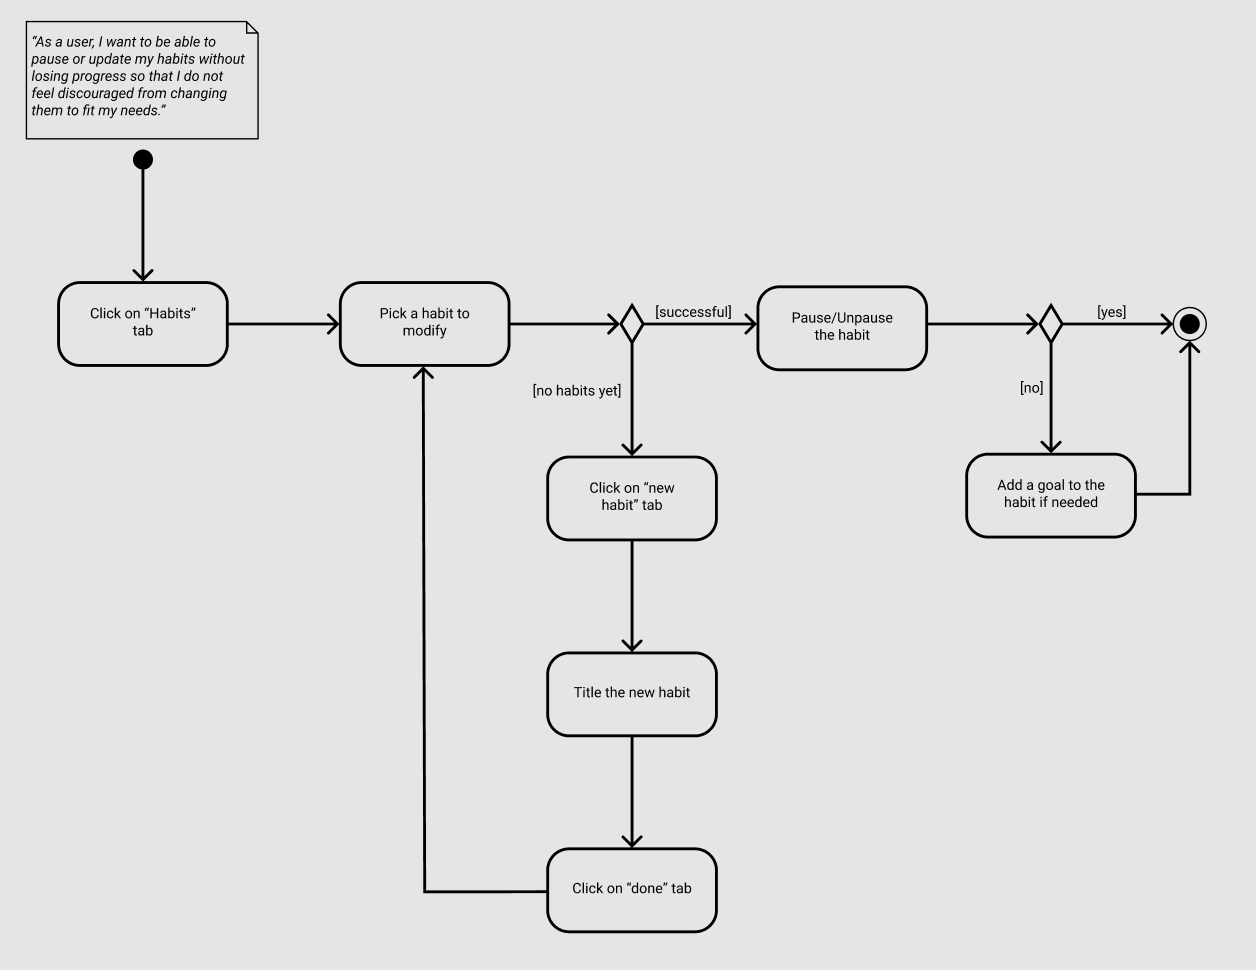 “As a user, I want to be able to
pause or update my habits without
losing progress so that I do not
feel discouraged from changing
them to fit my needs.”
Click on “Habits”
tab
Pick a habit to
modify
[successful]
Pause/Unpause
the habit
[yes]
[no habits yet]
[no]
Click on “new
habit” tab
Add a goal to the
habit if needed
Title the new habit
Click on “done” tab